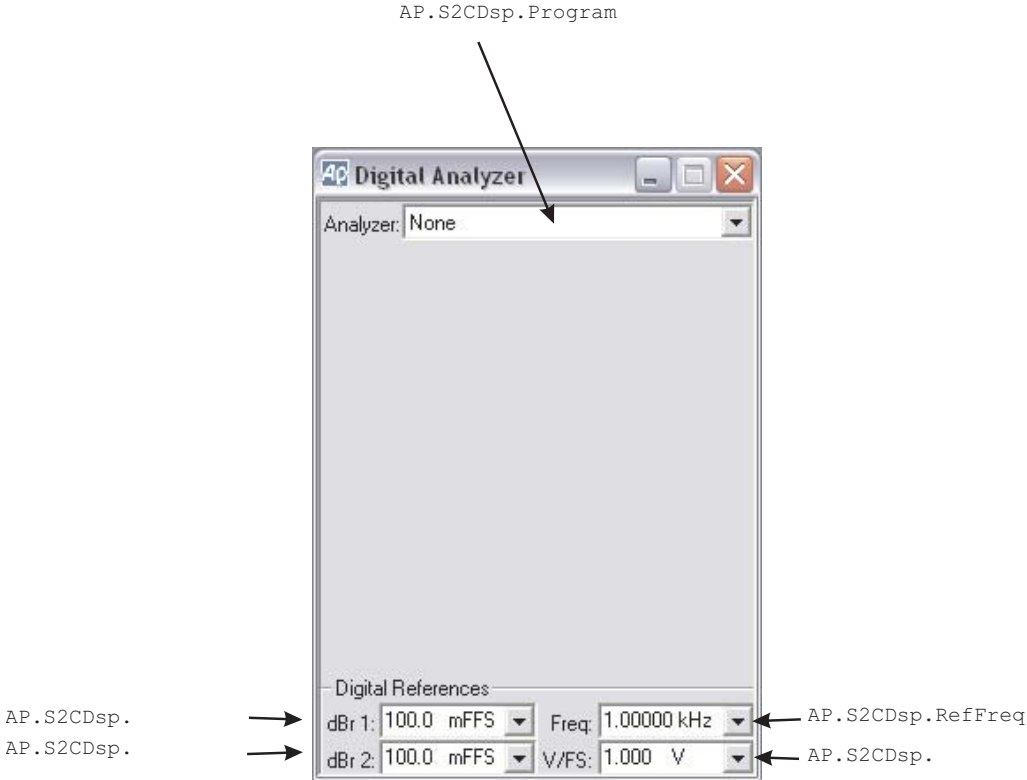 AP.S2CDsp.Program
Ap Digital Analyzer
Analyzer: None
Digital References
AP.S2CDsp. dBr 1: 100.0 mFFS Freq: 1.00000 kHz AP.S2CDsp.RefFreq
AP.S2CDsp. dBr 2: 100.0 mFFS V/FS: 1.000 V AP.S2CDsp.